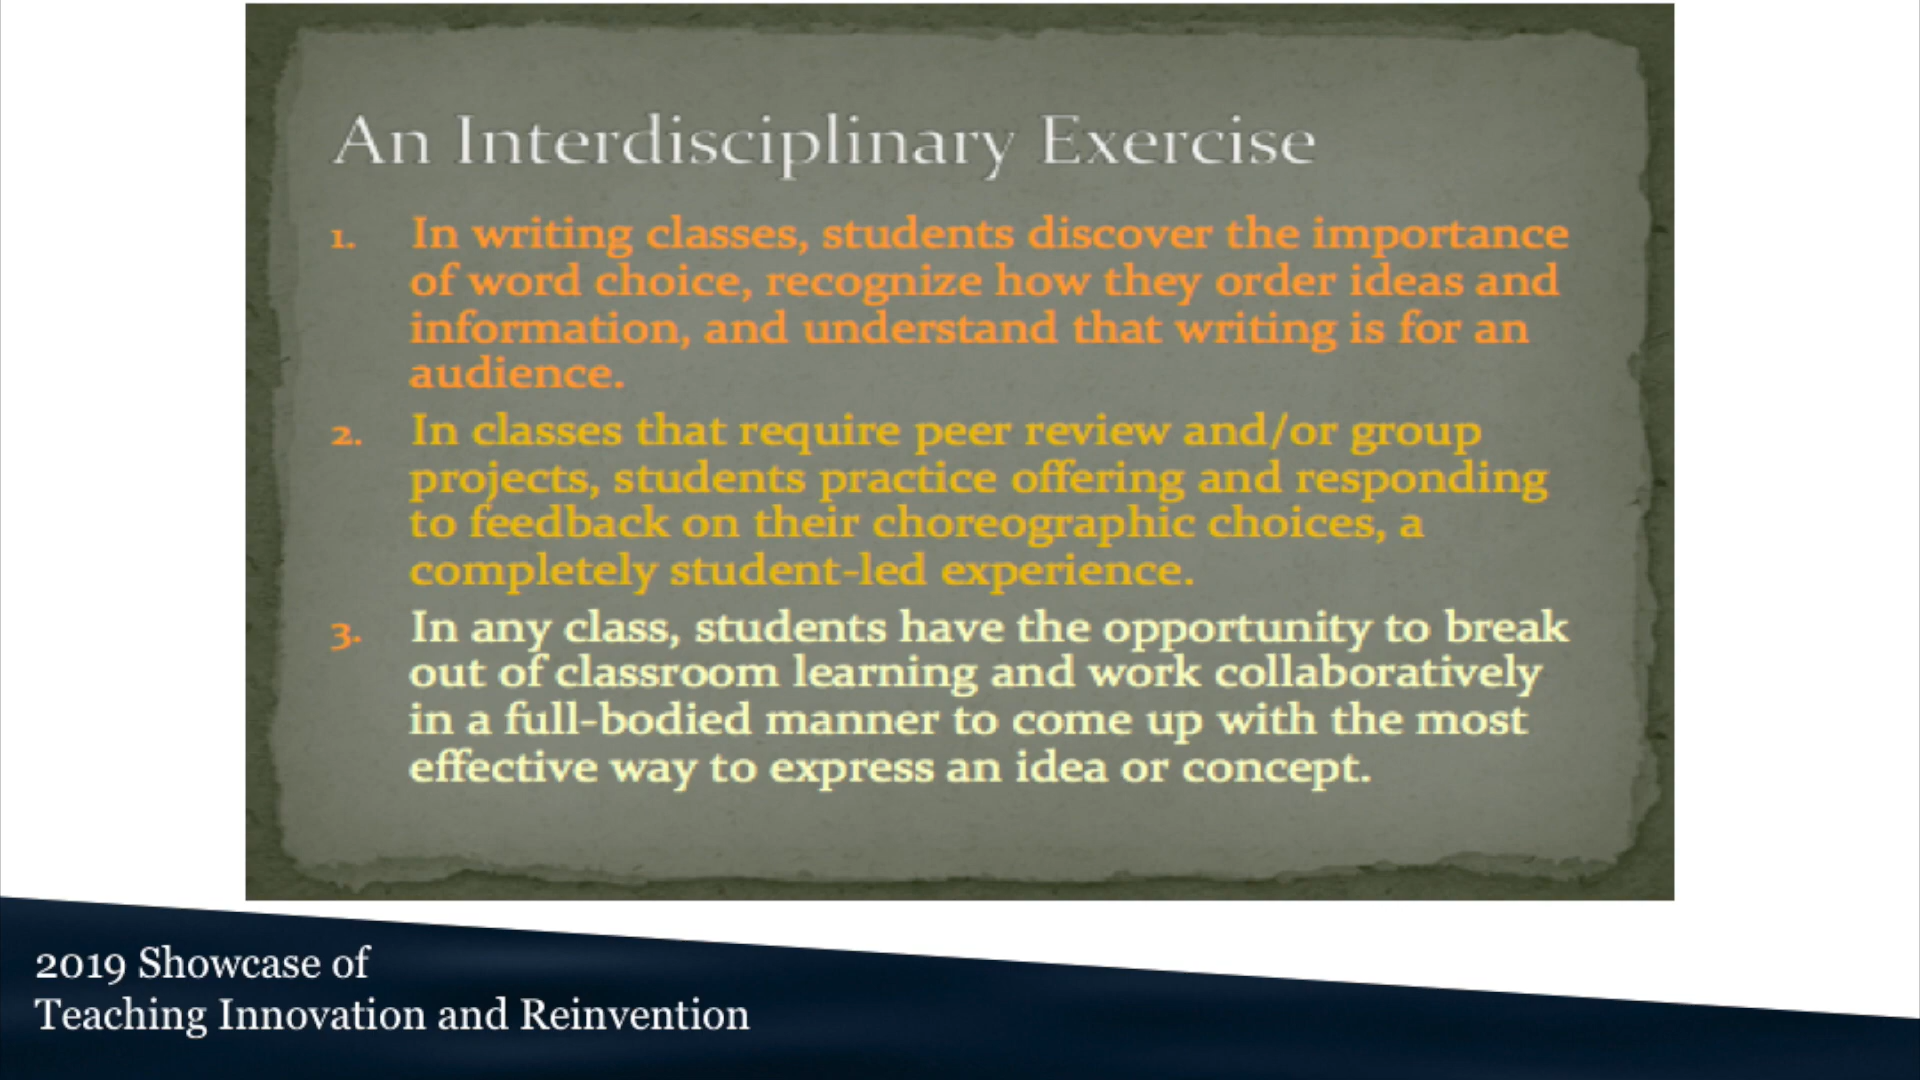 An Interdisciplinary Exercise
1. In writing classes, students discover the importance
of word choice, recognize how they order ideas and
information, and understand that writing is for an
audience.
2. In classes that require peer review and/or group
projects, students practice offering and responding
to feedback on their choreographic choices, a
completely student-led experience.
3. In any class, students have the opportunity to break
out of classroom learning and work collaboratively
in a full-bodied manner to come up with the most
effective way to express an idea or concept.
2019 Showcase of
Teaching Innovation and Reinvention